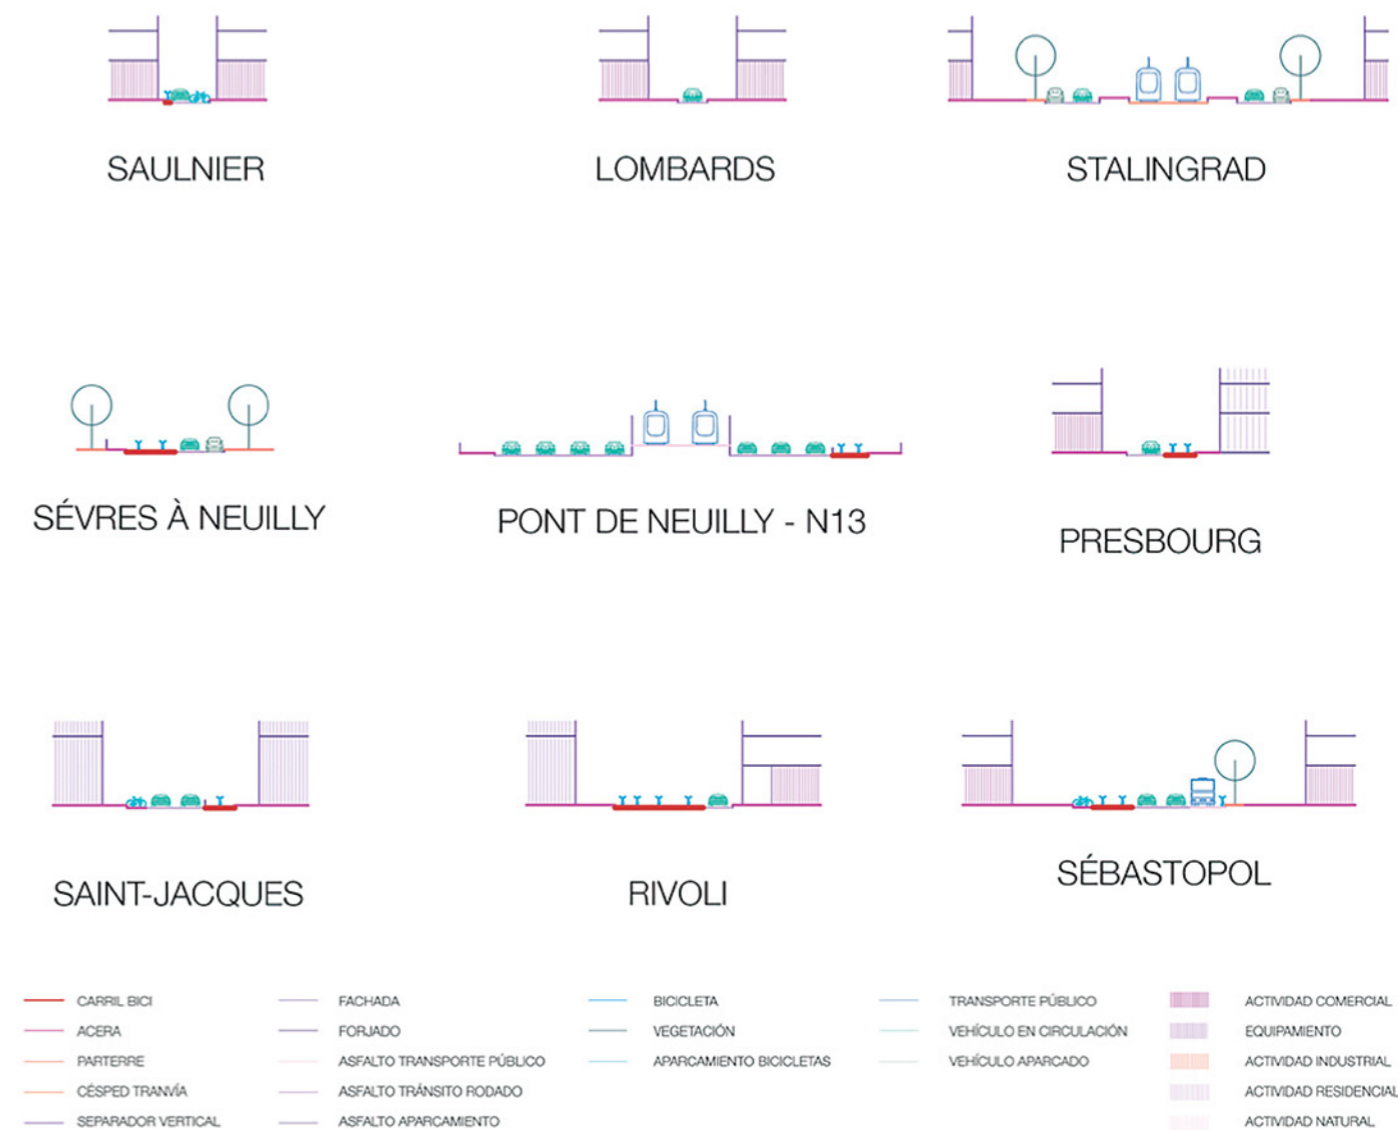 SAULNIER
LOMBARDS
STALINGRAD
SÉVRES À NEUILLY
PONT DE NEUILLY - N13
PRESBOURG
SAINT-JACQUES
RIVOLI
SÉBASTOPOL
CARRIL BICI
ACERA
PARTERRE
CÉSPED TRANVÍA
SEPARADOR VERTICAL
FACHADA
FORJADO
ASFALTO TRANSPORTE PÚBLICO
ASFALTO TRÁNSITO RODADO
ASFALTO APARCAMIENTO
BICICLETA
VEGETACIÓN
APARCAMIENTO BICICLETAS
TRANSPORTE PÚBLICO
VEHÍCULO EN CIRCULACIÓN
VEHÍCULO APARCADO
ACTIVIDAD COMERCIAL
EQUIPAMIENTO
ACTIVIDAD INDUSTRIAL
ACTIVIDAD RESIDENCIAL
ACTIVIDAD NATURAL